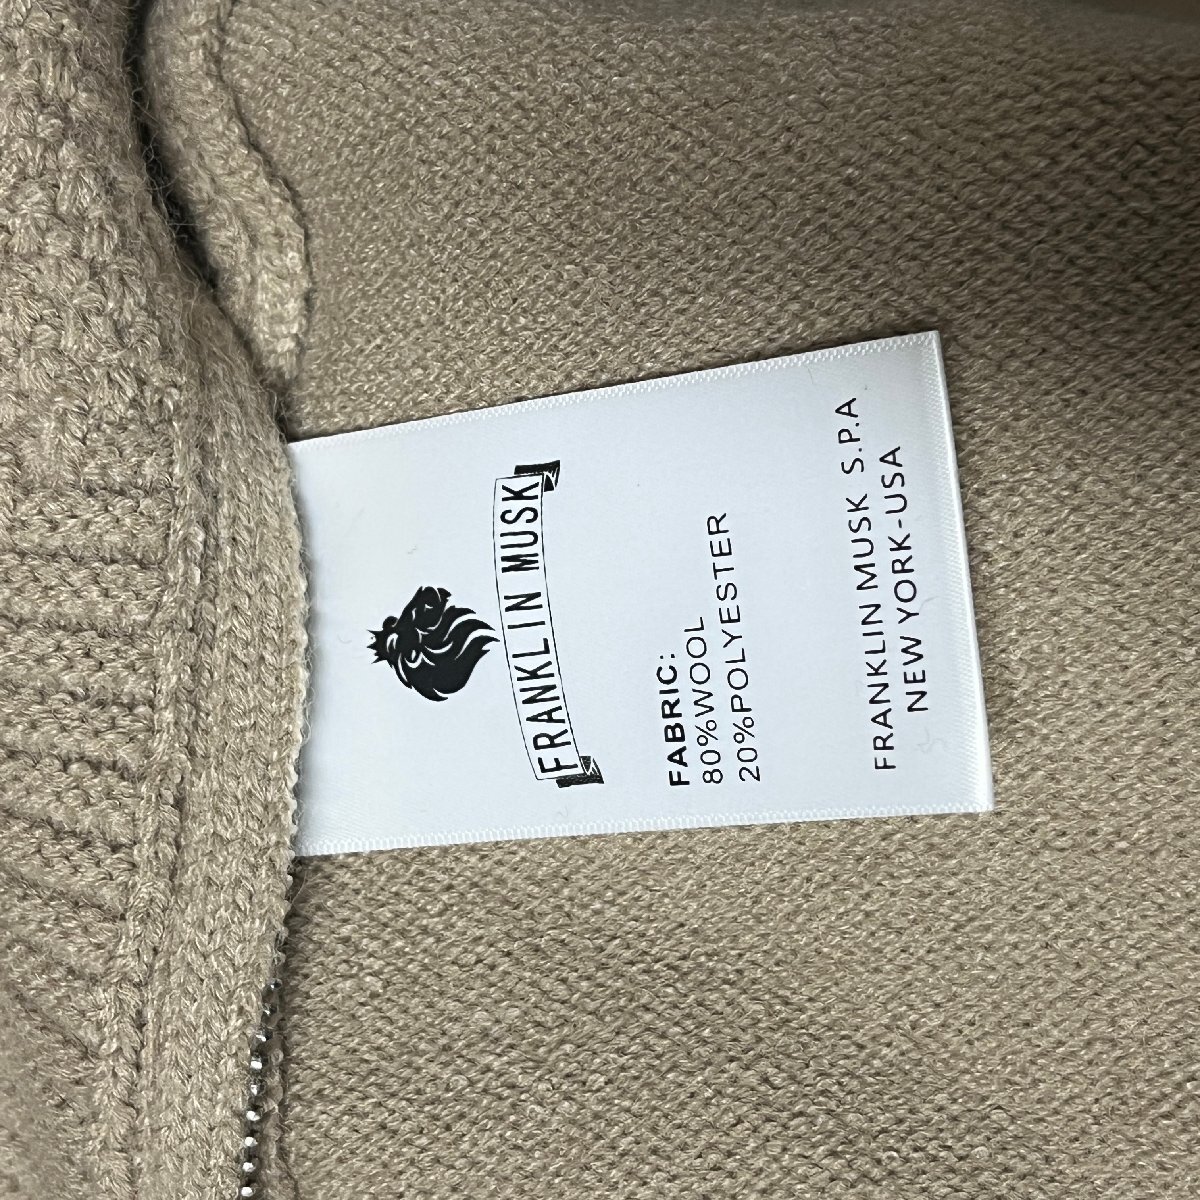 FRANKLIN MUSK
FABRIC:
80%WOOL
20%POLYESTER
FRANKLIN MUSK S.P.A
NEW YORK-USA